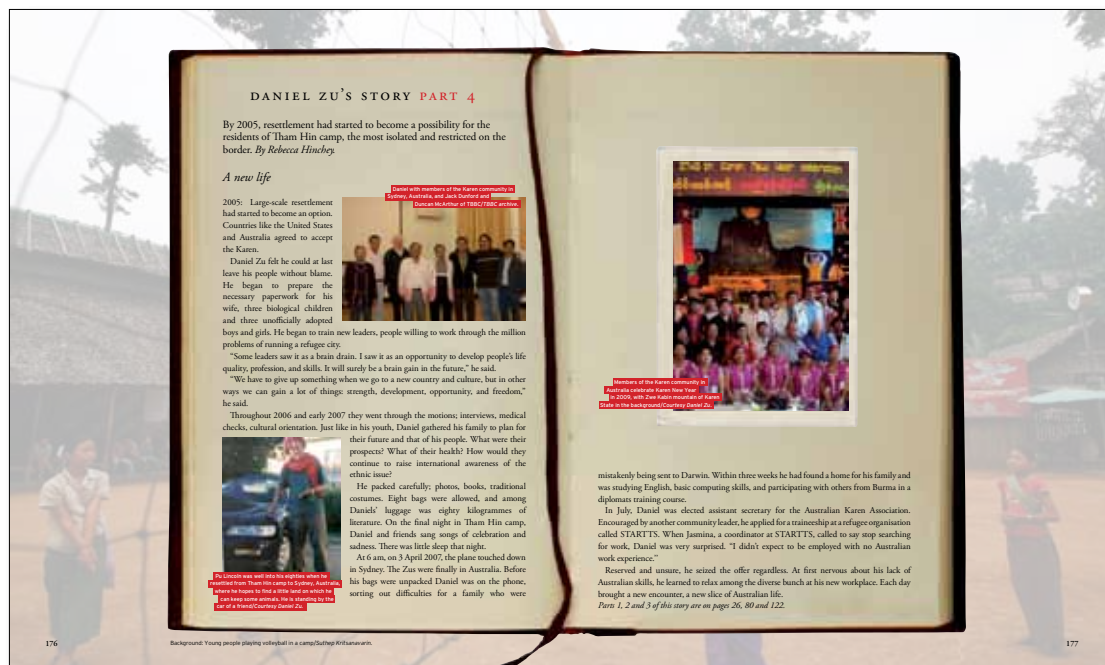 DANIEL ZU'S STORY PART 4
By 2005, resettlement had started to become a possibility for the
residents of Tham Hin camp, the most isolated and restricted on the
border. By Rebecca Hinchey.
A new life
Daniel with members of the Karen community in
Sydney, Australia, and Jack Dunford and
Duncan McArthur of TBBC/TBBC archive.
2005: Large-scale resettlement
had started to become an option.
Countries like the United States
and Australia agreed to accept
the Karen.
Daniel Zu felt he could at last
leave his people without blame.
He began to prepare the
necessary paperwork for his
wife, three biological children
and three unofficially adopted
boys and girls. He began to train new leaders, people willing to work through the million
problems of running a refugee city.
"Some leaders saw it as a brain drain. I saw it as an opportunity to develop people's life
quality, profession, and skills. It will surely be a brain gain in the future," he said.
"We have to give up something when we go to a new country and culture, but in other
ways we can gain a lot of things: strength, development, opportunity, and freedom,"
he said.
Throughout 2006 and early 2007 they went through the motions; interviews, medical
checks, cultural orientation. Just like in his youth, Daniel gathered his family to plan for
their future and that of his people. What were their
prospects? What of their health? How would they
continue to raise international awareness of the
ethnic issue?
He packed carefully; photos, books, traditional
costumes. Eight bags were allowed, and among
Daniels' luggage was eighty kilogrammes of
literature. On the final night in Tham Hin camp,
Daniel and friends sang songs of celebration and
sadness. There was little sleep that night.
At 6 am, on 3 April 2007, the plane touched down
in Sydney. The Zus were finally in Australia. Before
his bags were unpacked Daniel was on the phone,
sorting out difficulties for a family who were
Pu Lincoln was well into his eighties when he
resettled from Tham Hin camp to Sydney, Australia,
where he hopes to find a little land on which he
can keep some animals. He is standing by the
car of a friend/Courtesy Daniel Zu.
Members of the Karen community in
Australia celebrate Karen New Year
in 2009, with Zwe Kabin mountain of Karen
State in the background/Courtesy Daniel Zu.
mistakenly being sent to Darwin. Within three weeks he had found a home for his family and
was studying English, basic computing skills, and participating with others from Burma in a
diplomats training course.
In July, Daniel was elected assistant secretary for the Australian Karen Association.
Encouraged by another community leader, he applied for a traineeship at a refugee organisation
called STARTTS. When Jasmina, a coordinator at STARTTS, called to say stop searching
for work, Daniel was very surprised. "I didn't expect to be employed with no Australian
work experience."
Reserved and unsure, he seized the offer regardless. At first nervous about his lack of
Australian skills, he learned to relax among the diverse bunch at his new workplace. Each day
brought a new encounter, a new slice of Australian life.
Parts 1, 2 and 3 of this story are on pages 26, 80 and 122.
176
Background: Young people playing volleyball in a camp/Suthep Kritsanavarin.
177